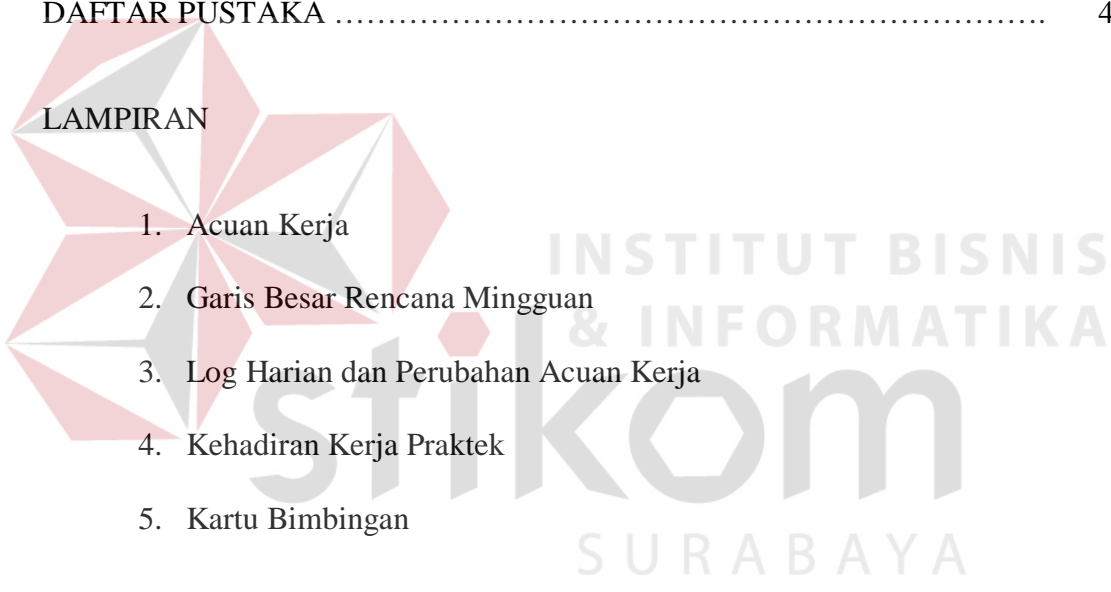 DAFTAR PUSTAKA ……………………………………………………………. 4
LAMPIRAN
1. Acuan Kerja
2. Garis Besar Rencana Mingguan
3. Log Harian dan Perubahan Acuan Kerja
4. Kehadiran Kerja Praktek
5. Kartu Bimbingan
INSTITUT BISNIS
& INFORMATIKA
stikom
SURABAYA